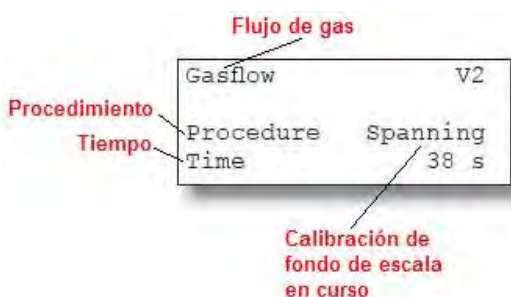 Flujo de gas
Gasflow V2
Procedimiento
Procedure Spanning
Tiempo
Time 38 s
Calibración de
fondo de escala
en curso